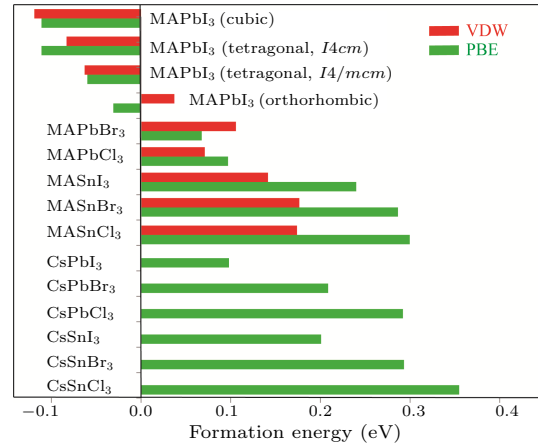 MAPbI₃ (cubic)
VDW
MAPbI₃ (tetragonal, I4cm)
PBE
MAPbI₃ (tetragonal, I4/mcm)
MAPbI₃ (orthorhombic)
MAPbBr₃
MAPbCl₃
MASnI₃
MASnBr₃
MASnCl₃
CsPbI₃
CsPbBr₃
CsPbCl₃
CsSnI₃
CsSnBr₃
CsSnCl₃
−0.1 0.0 0.1 0.2 0.3 0.4
Formation energy (eV)